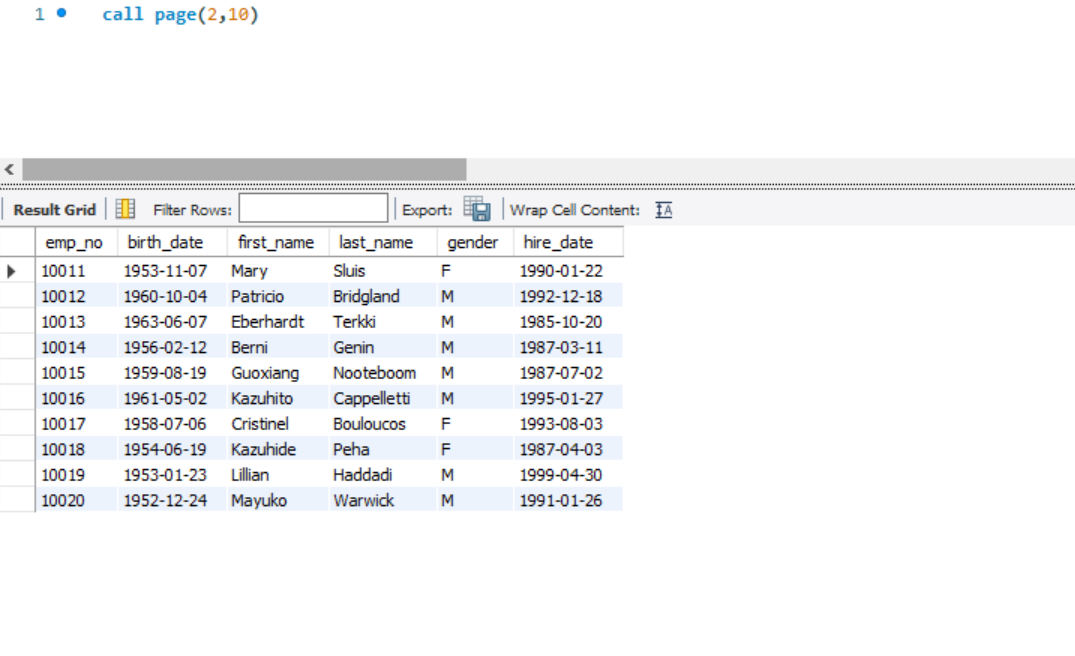 1 call page(2,10)
Result Grid Filter Rows: Export: Wrap Cell Content: IA
emp_no birth_date first_name last_name gender hire_date
10011 1953-11-07 Mary Sluis F 1990-01-22
10012 1960-10-04 Patricio Bridgland M 1992-12-18
10013 1963-06-07 Eberhardt Terkki M 1985-10-20
10014 1956-02-12 Berni Genin M 1987-03-11
10015 1959-08-19 Guoxiang Nooteboom M 1987-07-02
10016 1961-05-02 Kazuhito Cappelletti M 1995-01-27
10017 1958-07-06 Cristinel Bouloucos F 1993-08-03
10018 1954-06-19 Kazuhide Peha F 1987-04-03
10019 1953-01-23 Lillian Haddadi M 1999-04-30
10020 1952-12-24 Mayuko Warwick M 1991-01-26